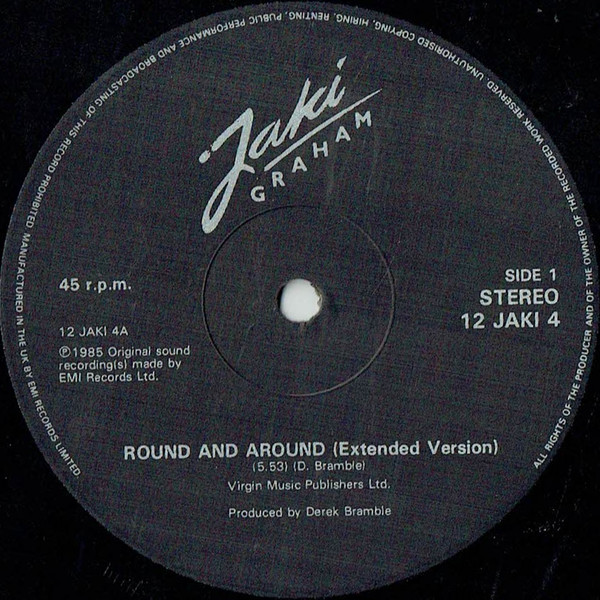 Jaki
GRAHAM
45 r.p.m.
SIDE 1
STEREO
12 JAKI 4
12 JAKI 4A
Ⓟ1985 Original sound
recording(s) made by
EMI Records Ltd.
ROUND AND AROUND (Extended Version)
(5.53) (D. Bramble)
Virgin Music Publishers Ltd.
Produced by Derek Bramble
ALL RIGHTS OF THE PRODUCER AND OF THE OWNER OF THE RECORDED WORK RESERVED. UNAUTHORISED COPYING, HIRING, RENTING, PUBLIC PERFORMANCE AND BROADCASTING OF THIS RECORD PROHIBITED. MANUFACTURED IN THE UK BY EMI RECORDS LIMITED.